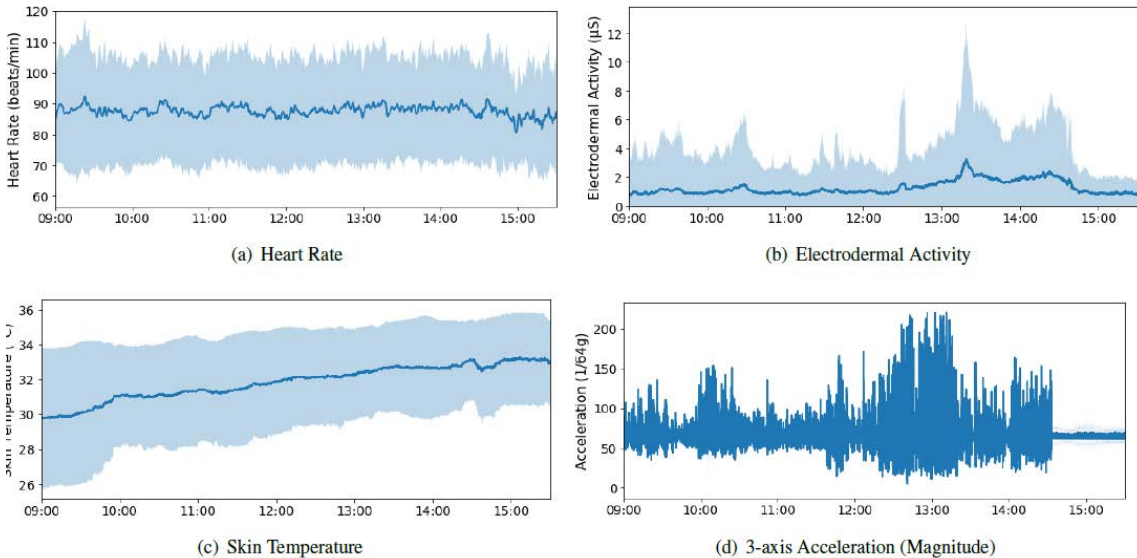 Heart Rate (beats/min)
120
110
100
90
80
70
60
09:00 10:00 11:00 12:00 13:00 14:00 15:00
(a) Heart Rate
Electrodermal Activity (µS)
12
10
8
6
4
2
0
09:00 10:00 11:00 12:00 13:00 14:00 15:00
(b) Electrodermal Activity
Skin Temperature (°C)
36
34
32
30
28
26
09:00 10:00 11:00 12:00 13:00 14:00 15:00
(c) Skin Temperature
Acceleration (1/64g)
200
150
100
50
0
09:00 10:00 11:00 12:00 13:00 14:00 15:00
(d) 3-axis Acceleration (Magnitude)